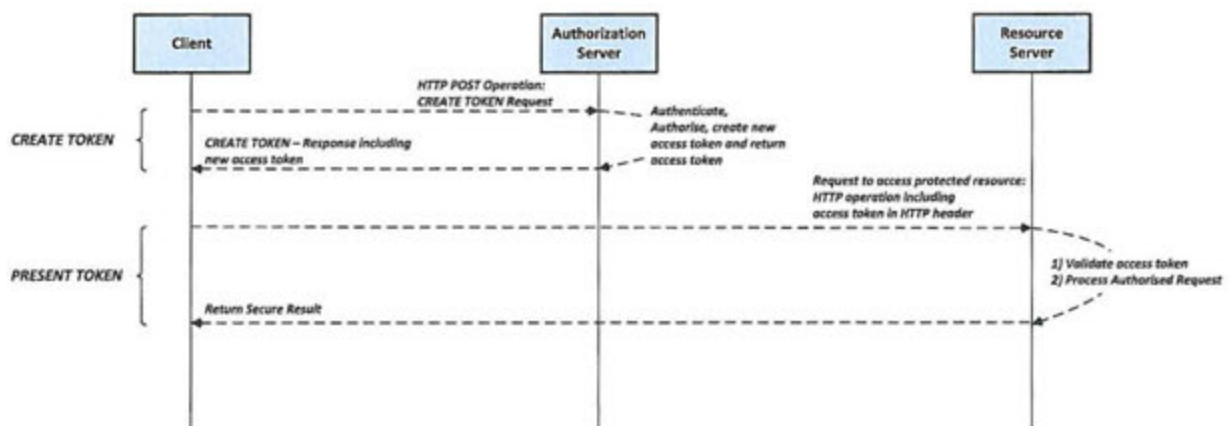 Client
Authorization
Server
Resource
Server
HTTP POST Operation:
CREATE TOKEN Request
Authenticate,
Authorise, create new
access token and return
access token
CREATE TOKEN
CREATE TOKEN – Response including
new access token
Request to access protected resource:
HTTP operation including
access token in HTTP header
PRESENT TOKEN
1) Validate access token
2) Process Authorised Request
Return Secure Result